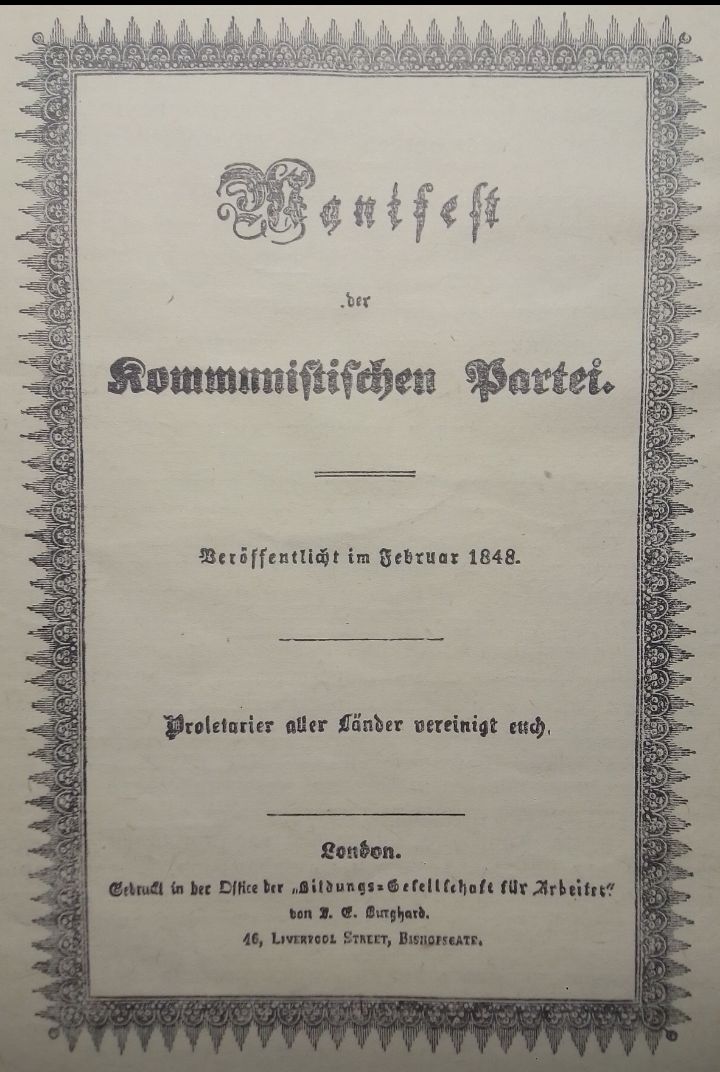 Manifest
der
Kommunistischen Partei.
Veröffentlicht im Februar 1848.
Proletarier aller Länder vereinigt euch.
London.
Gedruckt in der Office der „Bildungs=Gesellschaft für Arbeiter“
von J. E. Burghard.
46, LIVERPOOL STREET, BISHOPSGATE.